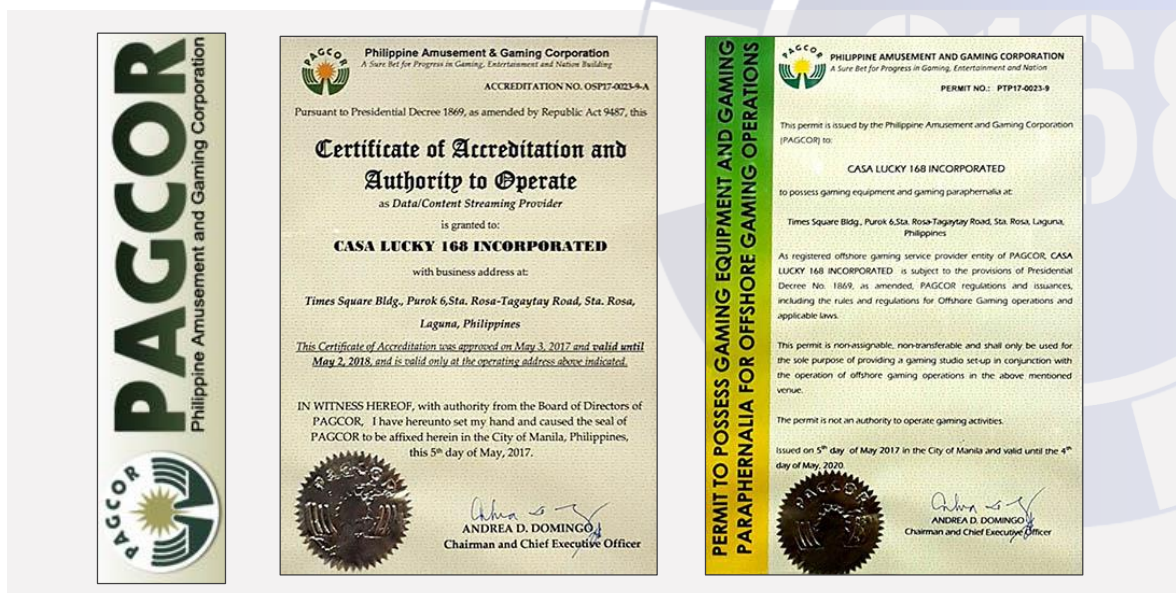 PAGCOR
Philippine Amusement and Gaming Corporation
PAGCOR
PAGCOR
Philippine Amusement & Gaming Corporation
A Sure Bet for Progress in Gaming, Entertainment and Nation Building
ACCREDITATION NO. OSP17-0023-9-A
Pursuant to Presidential Decree 1869, as amended by Republic Act 9487, this
Certificate of Accreditation and
Authority to Operate
as Data/Content Streaming Provider
is granted to:
CASA LUCKY 168 INCORPORATED
with business address at:
Times Square Bldg., Purok 6,Sta. Rosa-Tagaytay Road, Sta. Rosa,
Laguna, Philippines
This Certificate of Accreditation was approved on May 3, 2017 and valid until
May 2, 2018, and is valid only at the operating address above indicated.
IN WITNESS HEREOF, with authority from the Board of Directors of
PAGCOR, I have hereunto set my hand and caused the seal of
PAGCOR to be affixed herein in the City of Manila, Philippines,
this 5th day of May, 2017.
PAGCOR
ANDREA D. DOMINGO
Chairman and Chief Executive Officer
PERMIT TO POSSESS GAMING EQUIPMENT AND GAMING
PARAPHERNALIA FOR OFFSHORE GAMING OPERATIONS
PAGCOR
PHILIPPINE AMUSEMENT AND GAMING CORPORATION
A Sure Bet for Progress in Gaming, Entertainment and Nation
PERMIT NO.: PTP17-0023-9
This permit is issued by the Philippine Amusement and Gaming Corporation
(PAGCOR) to:
CASA LUCKY 168 INCORPORATED
to possess gaming equipment and gaming paraphernalia at:
Times Square Bldg., Purok 6,Sta. Rosa-Tagaytay Road, Sta. Rosa, Laguna,
Philippines
As registered offshore gaming service provider entity of PAGCOR, CASA
LUCKY 168 INCORPORATED is subject to the provisions of Presidential
Decree No. 1869, as amended, PAGCOR regulations and issuances,
including the rules and regulations for Offshore Gaming operations and
applicable laws.
This permit is non-assignable, non-transferable and shall only be used for
the sole purpose of providing a gaming studio set-up in conjunction with
the operation of offshore gaming operations in the above mentioned
venue.
The permit is not an authority to operate gaming activities.
Issued on 5th day of May 2017 in the City of Manila and valid until the 4th
day of May, 2020.
PAGCOR
ANDREA D. DOMINGO
Chairman and Chief Executive Officer